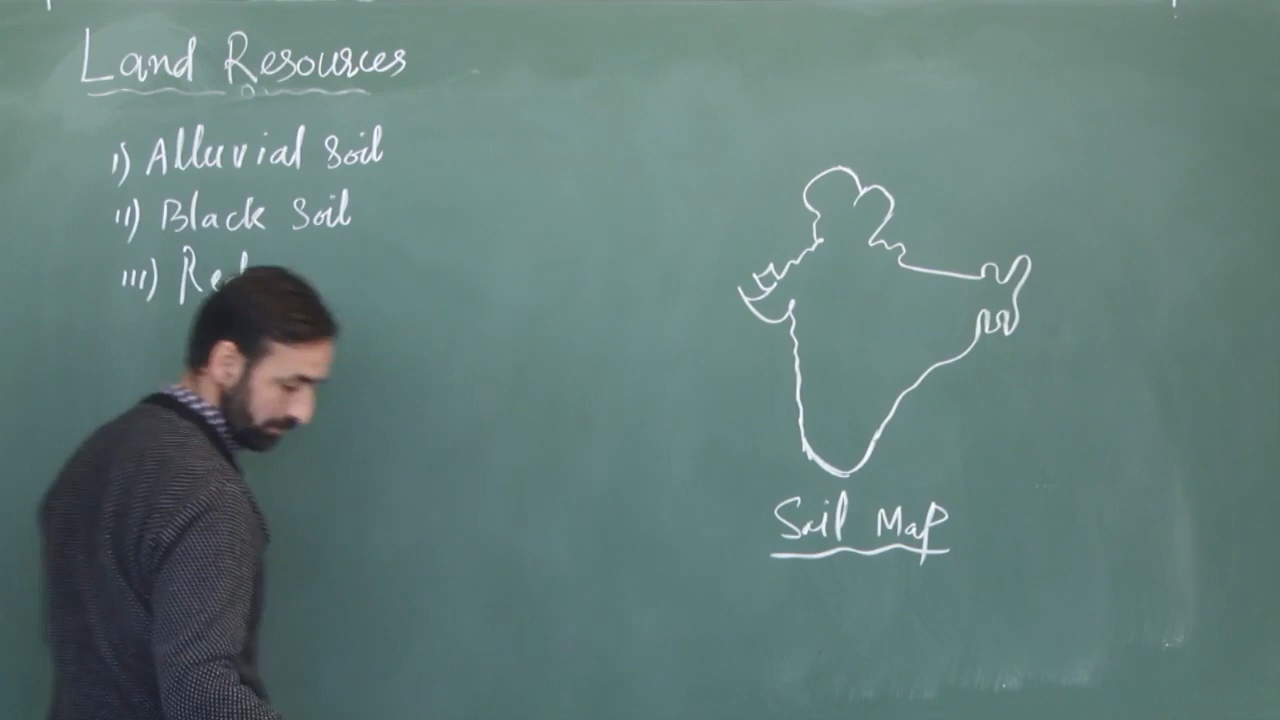 Land Resources
i) Alluvial Soil
ii) Black Soil
iii) Red
Soil Map